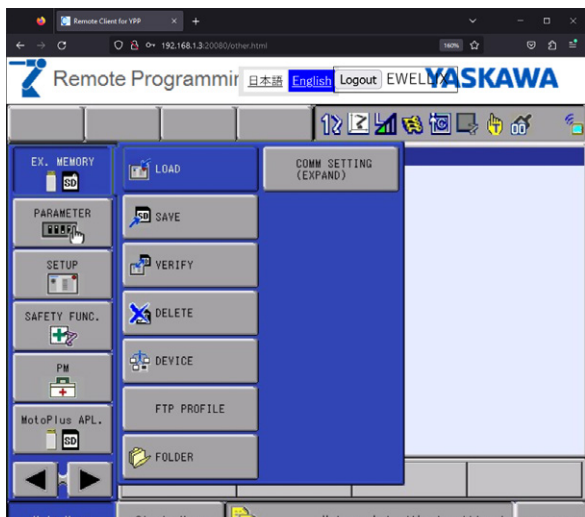 Remote Client for YPP
192.168.1.3:20080/other.html
160%
Remote Programmin
日本語 English Logout EWELLIX
YASKAWA
EX. MEMORY
SD
LOAD
COMM SETTING
(EXPAND)
PARAMETER
SAVE
SETUP
VERIFY
SAFETY FUNC.
DELETE
PM
DEVICE
MotoPlus APL.
SD
FTP PROFILE
FOLDER